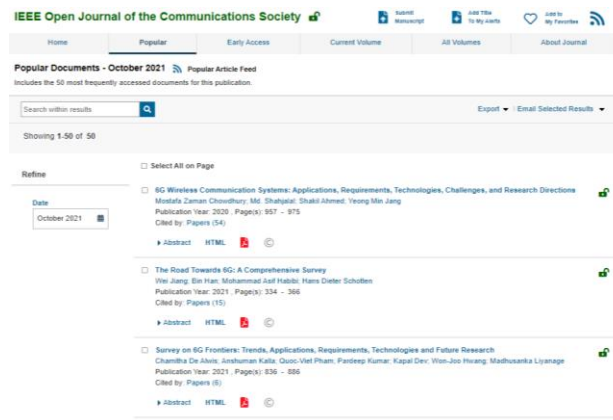 IEEE Open Journal of the Communications Society
Submit Manuscript
Add Title To My Alerts
Add to My Favorites
Home Popular Early Access Current Volume All Volumes About Journal
Popular Documents - October 2021 Popular Article Feed
Includes the 50 most frequently accessed documents for this publication.
Search within results
Export Email Selected Results
Showing 1-50 of 50
Refine
Date
October 2021
Select All on Page
6G Wireless Communication Systems: Applications, Requirements, Technologies, Challenges, and Research Directions
Mostafa Zaman Chowdhury; Md. Shahjalal; Shakil Ahmed; Yeong Min Jang
Publication Year: 2020 , Page(s): 957 - 975
Cited by: Papers (54)
Abstract HTML ©
The Road Towards 6G: A Comprehensive Survey
Wei Jiang; Bin Han; Mohammad Asif Habibi; Hans Dieter Schotten
Publication Year: 2021 , Page(s): 334 - 366
Cited by: Papers (15)
Abstract HTML ©
Survey on 6G Frontiers: Trends, Applications, Requirements, Technologies and Future Research
Chamitha De Alwis; Anshuman Kalla; Quoc-Viet Pham; Pardeep Kumar; Kapal Dev; Won-Joo Hwang; Madhusanka Liyanage
Publication Year: 2021 , Page(s): 836 - 886
Cited by: Papers (6)
Abstract HTML ©